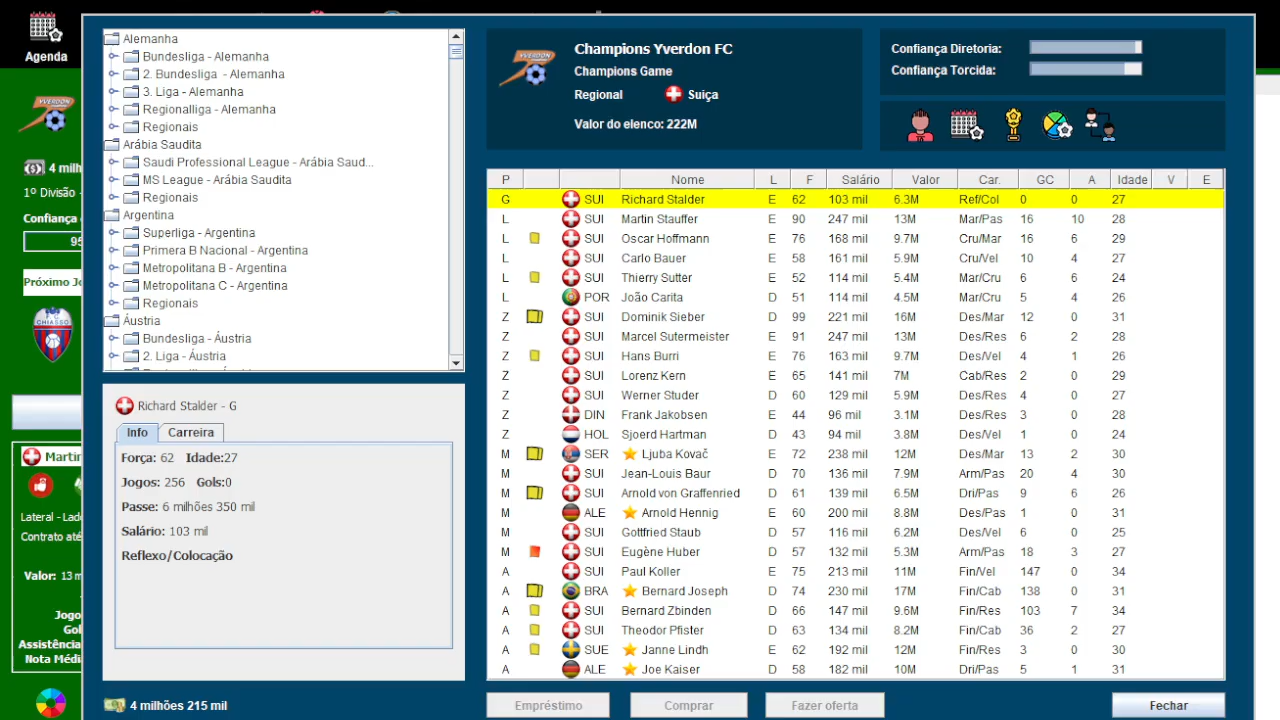 Agenda
YVERDON
4 milh
1º Divisão -
Confiança
95
Próximo Jo
F C
CHIASSO
Martin
Lateral - Lad
Contrato até
Valor: 13 m
Jogo
Gol
Assistência
Nota Médi
Alemanha
Bundesliga - Alemanha
2. Bundesliga - Alemanha
3. Liga - Alemanha
Regionalliga - Alemanha
Regionais
Arábia Saudita
Saudi Professional League - Arábia Saud...
MS League - Arábia Saudita
Argentina
Superliga - Argentina
Primera B Nacional - Argentina
Metropolitana B - Argentina
Metropolitana C - Argentina
Regionais
Áustria
Bundesliga - Áustria
2. Liga - Áustria
Richard Stalder - G
Info Carreira
Força: 62 Idade:27
Jogos: 256 Gols:0
Passe: 6 milhões 350 mil
Salário: 103 mil
Reflexo/Colocação
4 milhões 215 mil
YVERDON
Champions Yverdon FC
Champions Game
Regional Suiça
Valor do elenco: 222M
Confiança Diretoria:
Confiança Torcida:
P Nome L F Salário Valor Car. GC A Idade V E
G SUI Richard Stalder E 62 103 mil 6.3M Ref/Col 0 0 27
L SUI Martin Stauffer E 90 247 mil 13M Mar/Pas 16 10 28
L SUI Oscar Hoffmann E 76 168 mil 9.7M Cru/Mar 16 6 29
L SUI Carlo Bauer E 58 161 mil 5.9M Cru/Vel 10 4 27
L SUI Thierry Sutter E 52 114 mil 5.4M Mar/Cru 6 6 24
L POR João Carita D 51 114 mil 4.5M Mar/Cru 5 4 26
Z SUI Dominik Sieber D 99 221 mil 16M Des/Mar 12 0 31
Z SUI Marcel Sutermeister E 91 247 mil 13M Des/Res 6 2 28
Z SUI Hans Burri E 76 163 mil 9.7M Des/Vel 4 1 26
Z SUI Lorenz Kern E 65 141 mil 7M Cab/Res 2 0 29
Z SUI Werner Studer D 60 129 mil 5.9M Des/Res 4 0 27
Z DIN Frank Jakobsen E 44 96 mil 3.1M Des/Res 3 0 28
Z HOL Sjoerd Hartman D 43 94 mil 3.8M Des/Vel 1 0 24
M SER Ljuba Kovač E 72 238 mil 12M Des/Mar 13 2 30
M SUI Jean-Louis Baur D 70 136 mil 7.9M Arm/Pas 20 4 30
M SUI Arnold von Graffenried D 61 139 mil 6.5M Dri/Pas 9 6 26
M ALE Arnold Hennig E 60 200 mil 8.8M Des/Pas 1 0 31
M SUI Gottfried Staub D 57 116 mil 6.2M Des/Vel 6 0 25
M SUI Eugène Huber D 57 132 mil 5.3M Arm/Pas 18 3 27
A SUI Paul Koller E 75 213 mil 11M Fin/Vel 147 0 34
A BRA Bernard Joseph D 74 230 mil 17M Fin/Cab 138 0 31
A SUI Bernard Zbinden D 66 147 mil 9.6M Fin/Res 103 7 34
A SUI Theodor Pfister D 63 134 mil 8.2M Fin/Cab 36 2 27
A SUE Janne Lindh E 62 192 mil 12M Fin/Res 3 0 30
A ALE Joe Kaiser D 58 182 mil 10M Dri/Pas 5 1 31
Empréstimo Comprar Fazer oferta Fechar